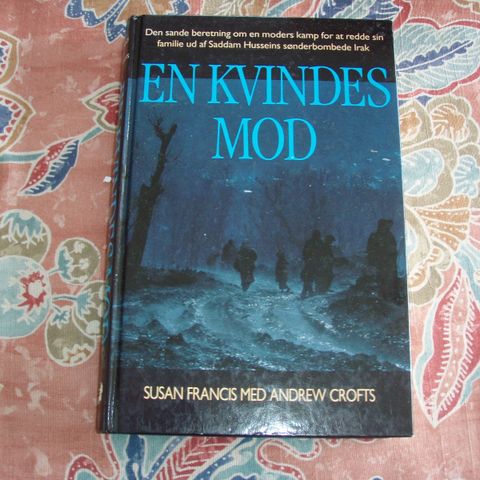 Den sande beretning om en moders kamp for at redde sin
familie ud af Saddam Husseins sønderbombede Irak
EN KVINDES
MOD
SUSAN FRANCIS MED ANDREW CROFTS